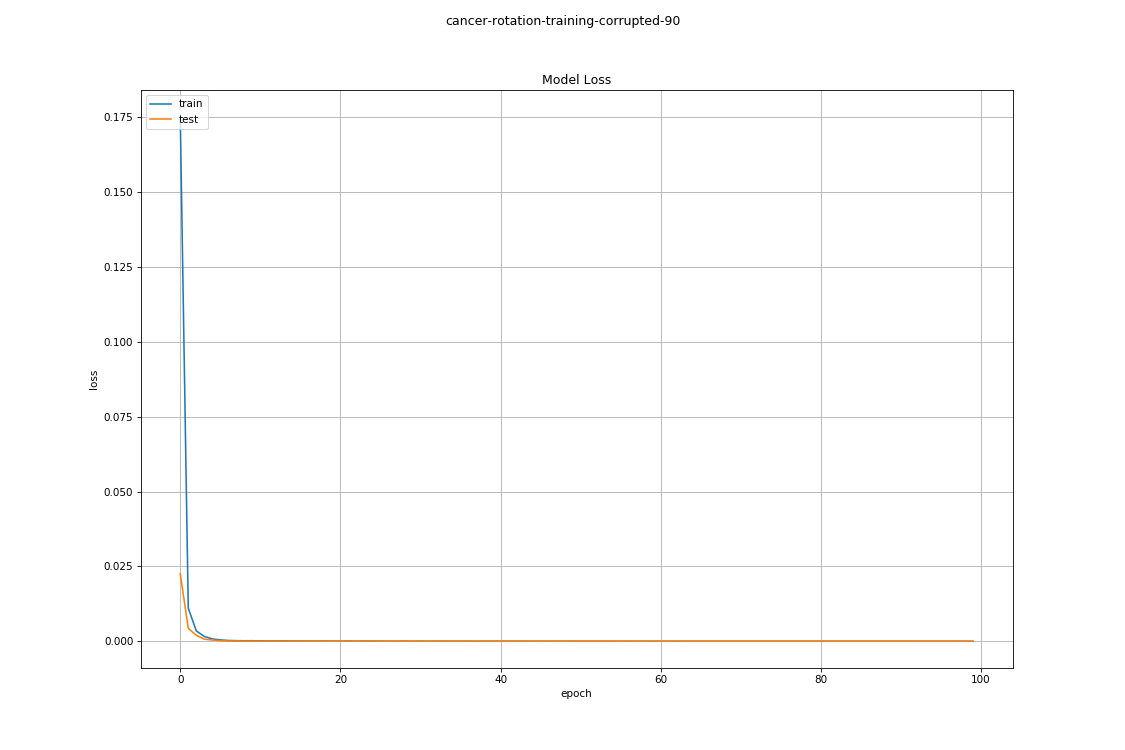 cancer-rotation-training-corrupted-90
Model Loss
train
test
0.175
0.150
0.125
0.100
0.075
0.050
0.025
0.000
loss
0 20 40 60 80 100
epoch